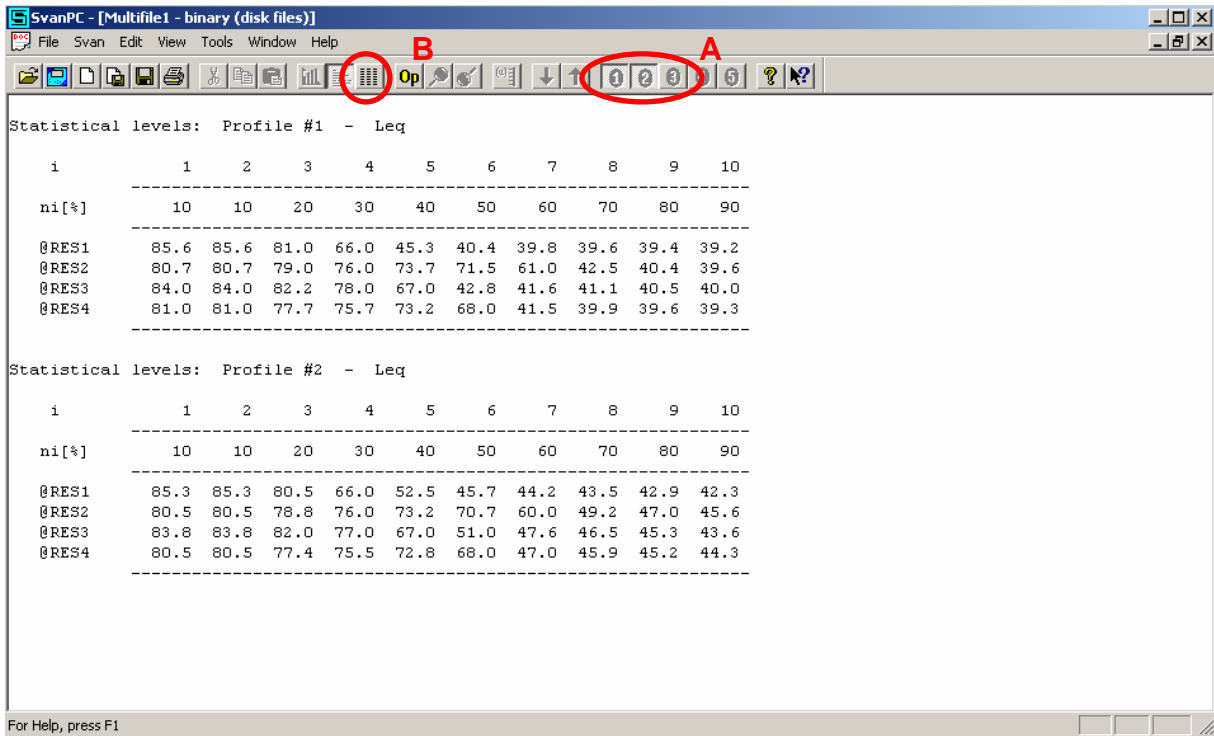 SvanPC - [Multifile1 - binary (disk files)]
File Svan Edit View Tools Window Help
B A
Op 1 2 3 5 ?
Statistical levels: Profile #1 - Leq
i 1 2 3 4 5 6 7 8 9 10
ni[%] 10 10 20 30 40 50 60 70 80 90
@RES1 85.6 85.6 81.0 66.0 45.3 40.4 39.8 39.6 39.4 39.2
@RES2 80.7 80.7 79.0 76.0 73.7 71.5 61.0 42.5 40.4 39.6
@RES3 84.0 84.0 82.2 78.0 67.0 42.8 41.6 41.1 40.5 40.0
@RES4 81.0 81.0 77.7 75.7 73.2 68.0 41.5 39.9 39.6 39.3
Statistical levels: Profile #2 - Leq
i 1 2 3 4 5 6 7 8 9 10
ni[%] 10 10 20 30 40 50 60 70 80 90
@RES1 85.3 85.3 80.5 66.0 52.5 45.7 44.2 43.5 42.9 42.3
@RES2 80.5 80.5 78.8 76.0 73.2 70.7 60.0 49.2 47.0 45.6
@RES3 83.8 83.8 82.0 77.0 67.0 51.0 47.6 46.5 45.3 43.6
@RES4 80.5 80.5 77.4 75.5 72.8 68.0 47.0 45.9 45.2 44.3
For Help, press F1